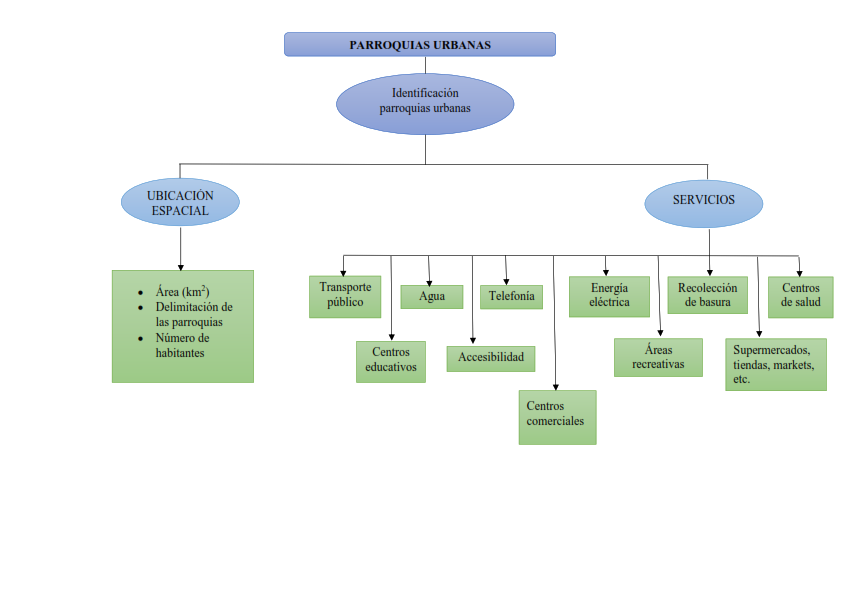 PARROQUIAS URBANAS
Identificación
parroquias urbanas
UBICACIÓN
ESPACIAL
SERVICIOS
• Área (km²)
• Delimitación de
las parroquias
• Número de
habitantes
Transporte
público
Agua
Telefonía
Energía
eléctrica
Recolección
de basura
Centros
de salud
Centros
educativos
Accesibilidad
Áreas
recreativas
Supermercados,
tiendas, markets,
etc.
Centros
comerciales